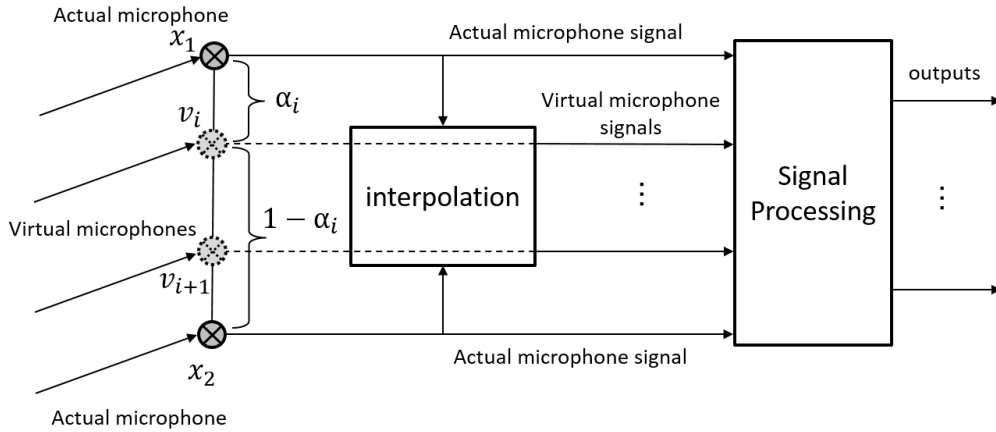 Actual microphone
x₁
Actual microphone signal
outputs
αᵢ
vᵢ
Virtual microphone
signals
⋮
interpolation
Signal
Processing
⋮
1 − αᵢ
Virtual microphones
vᵢ₊₁
x₂
Actual microphone signal
Actual microphone